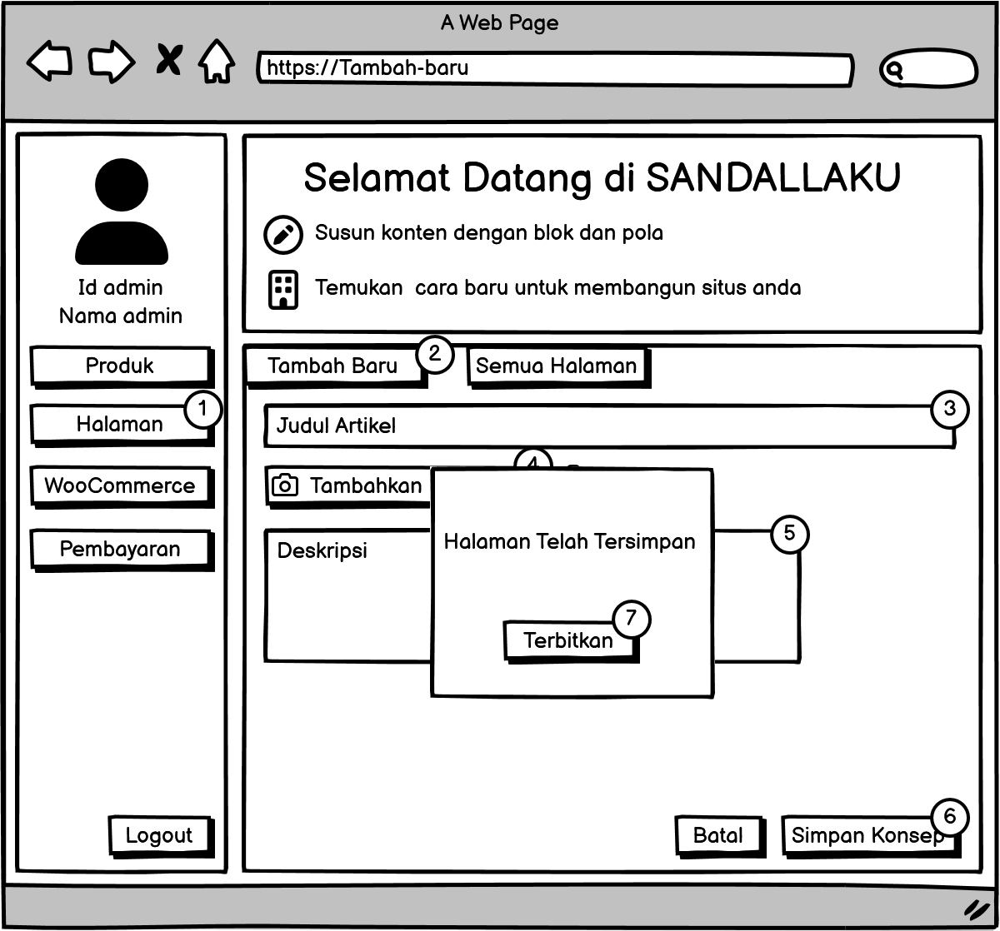 A Web Page
https://Tambah-baru
Id admin
Nama admin
Produk
Halaman
1
WooCommerce
Pembayaran
Logout
Selamat Datang di SANDALLAKU
Susun konten dengan blok dan pola
Temukan cara baru untuk membangun situs anda
Tambah Baru
2
Semua Halaman
Judul Artikel
3
4
Tambahkan
Deskripsi
5
Halaman Telah Tersimpan
Terbitkan
7
Batal
Simpan Konsep
6